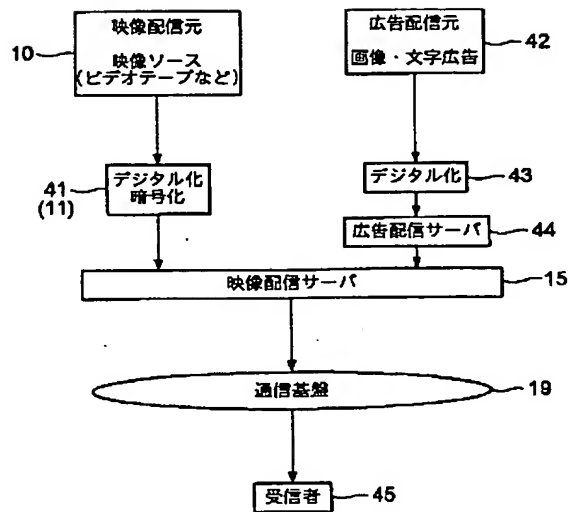 10
映像配信元
映像ソース
(ビデオテープなど)
広告配信元
画像・文字広告
42
41
(11)
デジタル化
暗号化
デジタル化
43
広告配信サーバ
44
映像配信サーバ
15
通信基盤
19
受信者
45